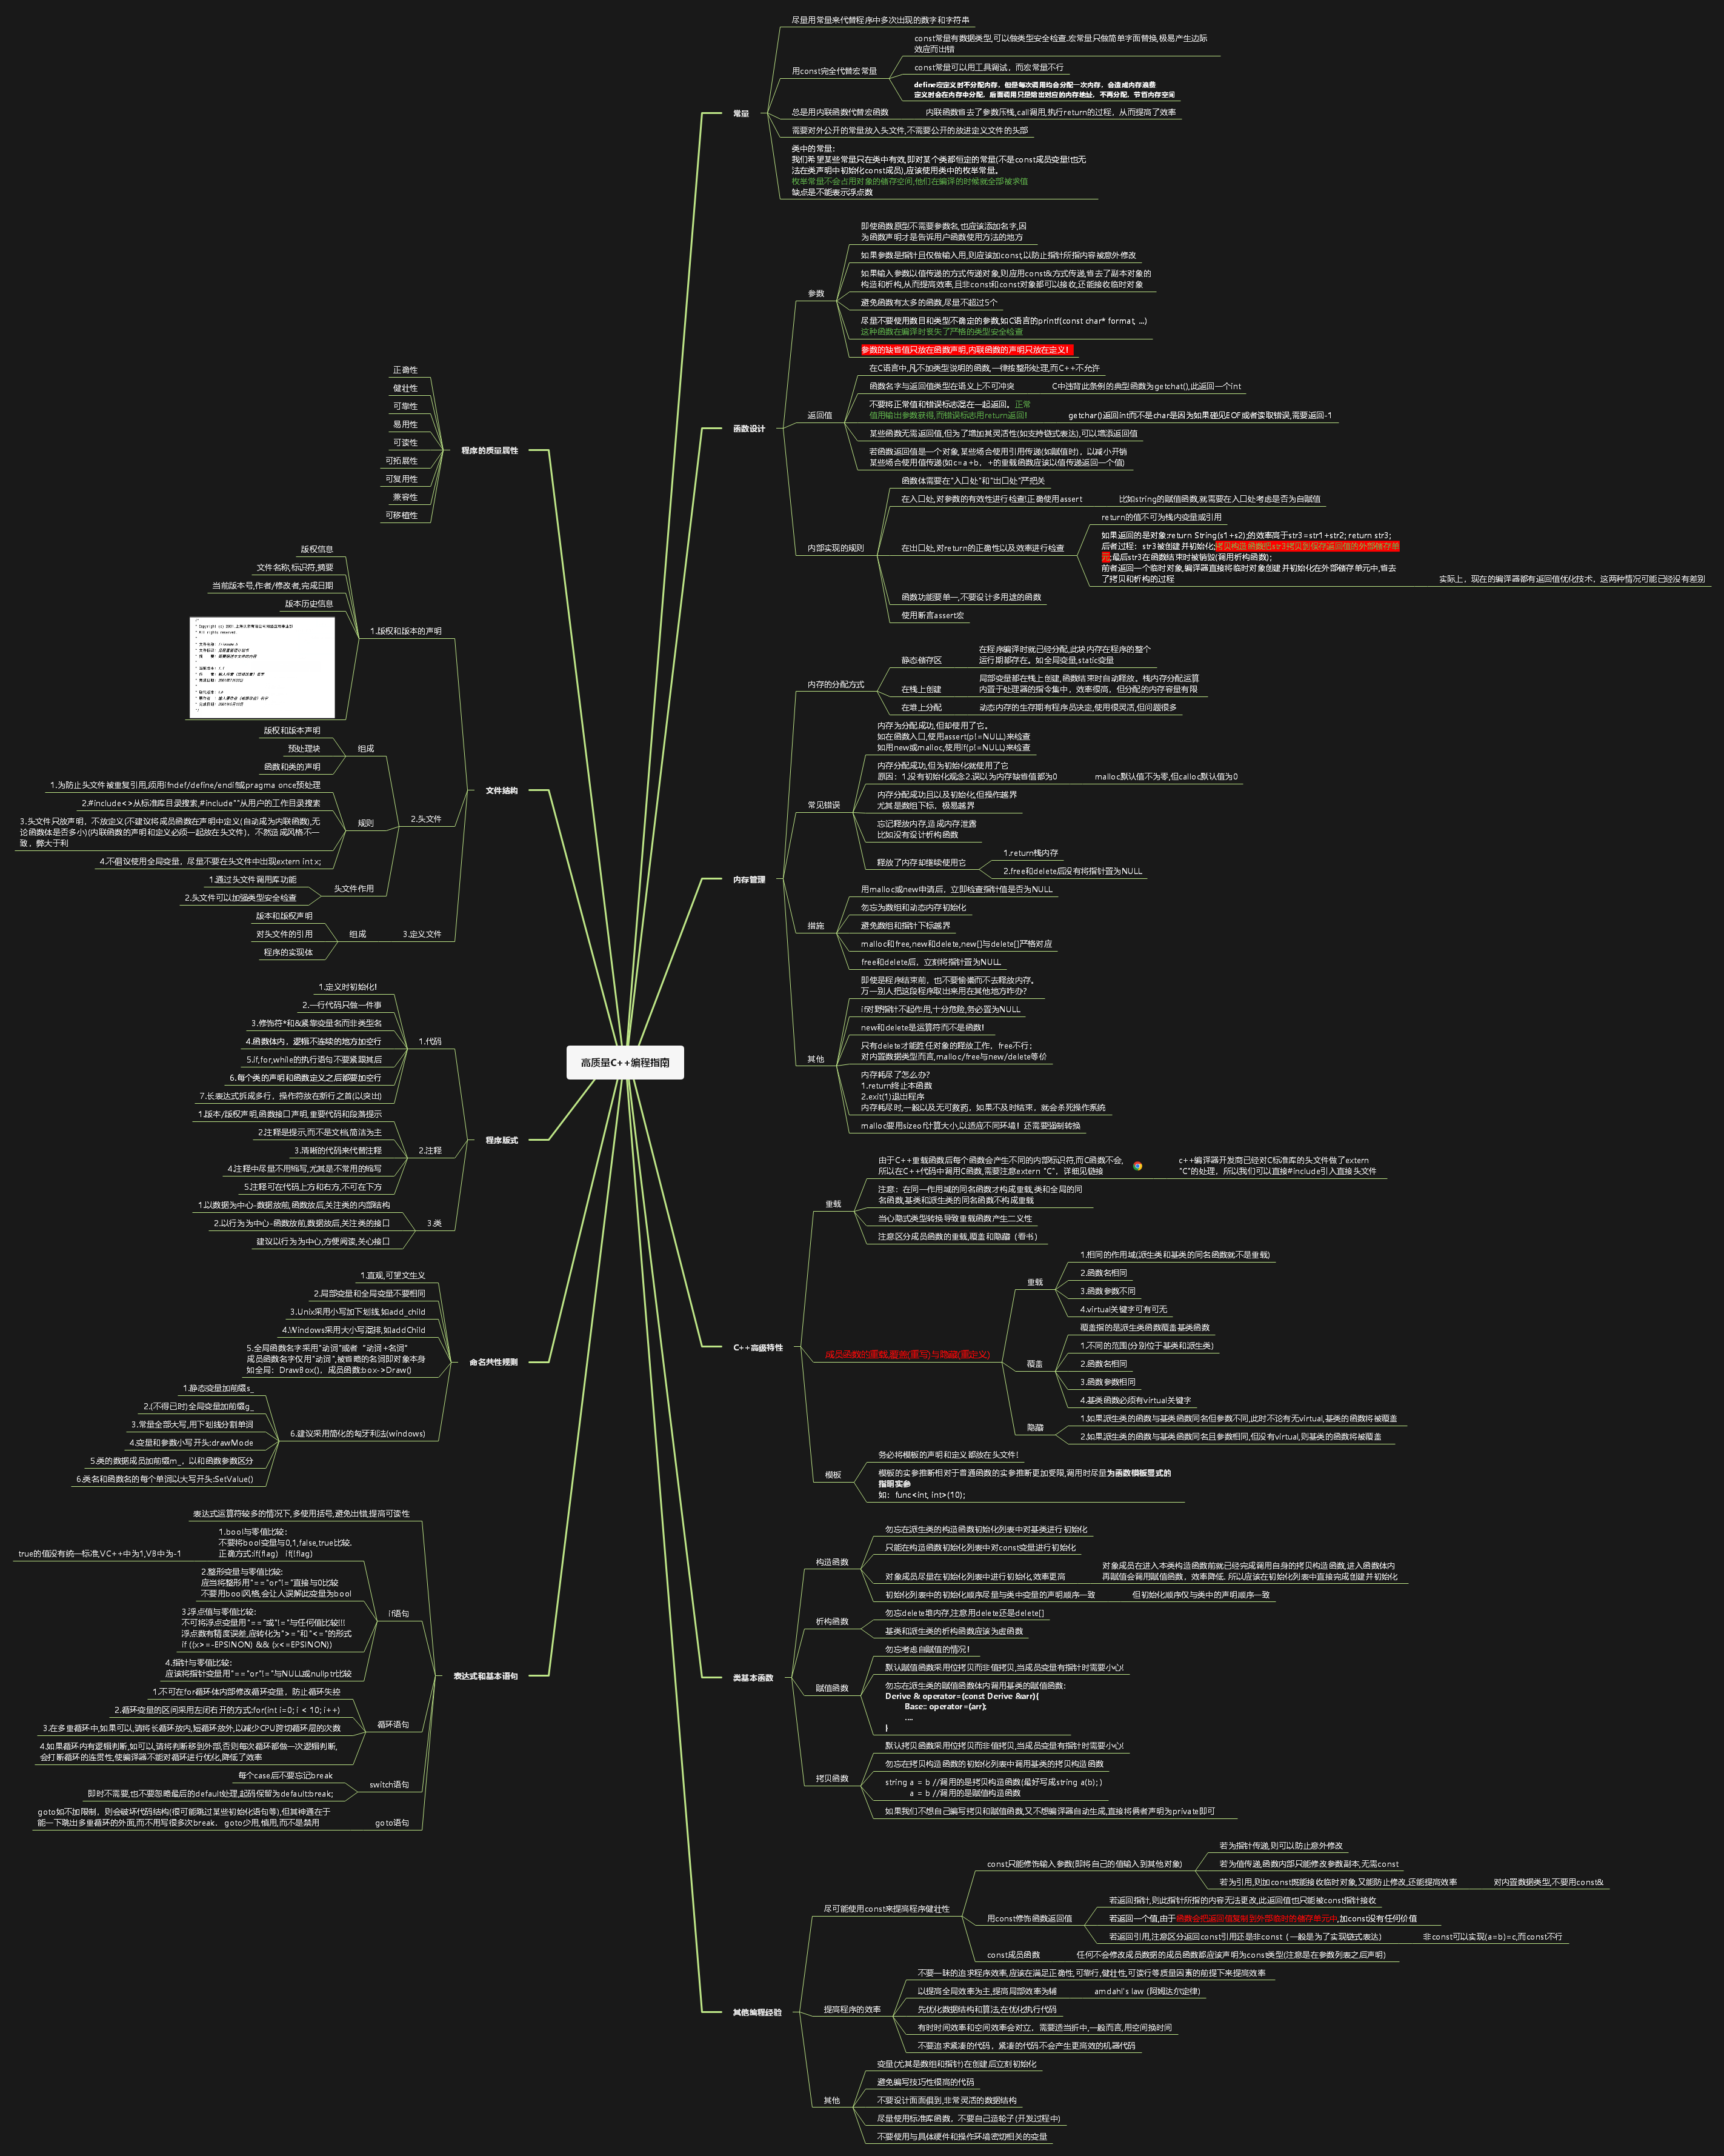 高质量C++编程指南
程序的质量属性
正确性
健壮性
可靠性
易用性
可读性
可拓展性
可复用性
兼容性
可移植性
文件结构
1.版权和版本的声明
版权信息
文件名称,标识符,摘要
当前版本号,作者/修改者,完成日期
版本历史信息
2.头文件
组成
版权和版本声明
预处理块
函数和类的声明
规则
1.为防止头文件被重复引用,须用ifndef/define/endif或pragma once预处理
2.#include<>从标准库目录搜素,#include""从用户的工作目录搜素
3.头文件只放声明，不放定义(不建议将成员函数在声明中定义(自动成为内联函数),无
论函数体是否多小)(内联函数的声明和定义必须一起放在头文件)，不然造成风格不一
致，弊大于利
4.不倡议使用全局变量，尽量不要在头文件中出现extern int x;
头文件作用
1.通过头文件调用库功能
2.头文件可以加强类型安全检查
3.定义文件
组成
版本和版权声明
对头文件的引用
程序的实现体
程序版式
1.代码
1.定义时初始化!
2.一行代码只做一件事
3.修饰符*和&紧靠变量名而非类型名
4.函数体内，逻辑不连续的地方加空行
5.if,for,while的执行语句不要紧跟其后
6.每个类的声明和函数定义之后都要加空行
7.长表达式拆成多行，操作符放在新行之首(以突出)
2.注释
1.版本/版权声明,函数接口声明,重要代码和段落提示
2.注释是提示,而不是文档,简洁为主
3.清晰的代码来代替注释
4.注释中尽量不用缩写,尤其是不常用的缩写
5.注释可在代码上方和右方,不可在下方
3.类
1.以数据为中心-数据放前,函数放后,关注类的内部结构
2.以行为为中心-函数放前,数据放后,关注类的接口
建议以行为为中心,方便阅读,关心接口
命名共性规则
1.直观,可望文生义
2.局部变量和全局变量不要相同
3.Unix采用小写加下划线,如add_child
4.Windows采用大小写混排,如addChild
5.全局函数名字采用"动词"或者 "动词+名词"
成员函数名字仅用"动词",被省略的名词即对象本身
如全局：DrawBox()，成员函数:box->Draw()
6.建议采用简化的匈牙利法(windows)
1.静态变量加前缀s_
2.(不得已时)全局变量加前缀g_
3.常量全部大写,用下划线分割单词
4.变量和参数小写开头:drawMode
5.类的数据成员加前缀m_，以和函数参数区分
6.类名和函数名的每个单词以大写开头:SetValue()
表达式和基本语句
表达式运算符较多的情况下,多使用括号,避免出错,提高可读性
if语句
1.bool与零值比较：
不要将bool变量与0,1,false,true比较.
正确方式:if(flag) if(!flag)
true的值没有统一标准,VC++中为1,VB中为-1
2.整形变量与零值比较:
应当将整形用"=="or"!="直接与0比较
不要用bool风格,会让人误解此变量为bool
3.浮点值与零值比较：
不可将浮点变量用"=="或"!="与任何值比较!!!
浮点数有精度误差,应转化为">="和"<="的形式
if ((x>=-EPSINON) && (x<=EPSINON))
4.指针与零值比较：
应该将指针变量用"=="or"!="与NULL或nullptr比较
循环语句
1.不可在for循环体内部修改循环变量，防止循环失控
2.循环变量的区间采用左闭右开的方式:for(int i=0; i < 10; i++)
3.在多重循环中,如果可以,请将长循环放内,短循环放外,以减少CPU跨切循环层的次数
4.如果循环内有逻辑判断,如可以,请将判断移到外部,否则每次循环都做一次逻辑判断,
会打断循环的连贯性,使编译器不能对循环进行优化,降低了效率
switch语句
每个case后不要忘记break
即时不需要,也不要忽略最后的default处理,起码保留为default:break;
goto语句
goto如不加限制，则会破坏代码结构(很可能跳过某些初始化语句等),但其神通在于
能一下跳出多重循环的外面,而不用写很多次break． goto少用,慎用,而不是禁用
常量
尽量用常量来代替程序中多次出现的数字和字符串
用const完全代替宏常量
const常量有数据类型,可以做类型安全检查.宏常量只做简单字面替换,极易产生边际
效应而出错
const常量可以用工具调试，而宏常量不行
define宏定义时不分配内存，但是每次调用均会分配一次内存，会造成内存浪费
定义时会在内存中分配，后面调用只是给出对应的内存地址，不再分配，节省内存空间
总是用内联函数代替宏函数
内联函数省去了参数压栈,call调用,执行return的过程，从而提高了效率
需要对外公开的常量放入头文件,不需要公开的放进定义文件的头部
类中的常量：
我们希望某些常量只在类中有效,即对某个类都恒定的常量(不是const成员变量!也无
法在类声明中初始化const成员),应该使用类中的枚举常量。
枚举常量不会占用对象的储存空间,他们在编译的时候就全部被求值
缺点是不能表示浮点数
函数设计
参数
即使函数原型不需要参数名,也应该添加名字,因
为函数声明才是告诉用户函数使用方法的地方
如果参数是指针且仅做输入用,则应该加const,以防止指针所指内容被意外修改
如果输入参数以值传递的方式传递对象,则应用const&方式传递,省去了副本对象的
构造和析构,从而提高效率,且非const和const对象都可以接收,还能接收临时对象
避免函数有太多的函数,尽量不超过5个
尽量不要使用数目和类型不确定的参数,如C语言的printf(const char* format, ...)
这种函数在编译时丧失了严格的类型安全检查
参数的缺省值只放在函数声明,内联函数的声明只放在定义!
返回值
在C语言中,凡不加类型说明的函数,一律按整形处理,而C++不允许
函数名字与返回值类型在语义上不可冲突
C中违背此条例的典型函数为getchat(),此返回一个int
不要将正常值和错误标志混在一起返回。正常
值用输出参数获得,而错误标志用return返回!
getchar()返回int而不是char是因为如果碰见EOF或者读取错误,需要返回-1
某些函数无需返回值,但为了增加其灵活性(如支持链式表达),可以增添返回值
若函数返回值是一个对象,某些场合使用引用传递(如赋值时)，以减小开销
某些场合使用值传递(如c=a+b，+的重载函数应该以值传递返回一个值)
内部实现的规则
函数体需要在"入口处"和"出口处"严把关
在入口处,对参数的有效性进行检查!正确使用assert
比如string的赋值函数,就需要在入口处考虑是否为自赋值
在出口处,对return的正确性以及效率进行检查
return的值不可为栈内变量或引用
如果返回的是对象:return String(s1+s2);的效率高于str3=str1+str2; return str3;
后者过程：str3被创建并初始化;拷贝构造函数把str3拷贝到保存返回值的外部储存单
元;最后str3在函数结束时被销毁(调用析构函数);
前者返回一个临时对象,编译器直接将临时对象创建并初始化在外部储存单元中,省去
了拷贝和析构的过程
实际上，现在的编译器都有返回值优化技术，这两种情况可能已经没有差别
函数功能要单一,不要设计多用途的函数
使用断言assert宏
内存管理
内存的分配方式
静态储存区
在程序编译时就已经分配,此块内存在程序的整个
运行期都存在。如全局变量,static变量
在栈上创建
局部变量都在栈上创建,函数结束时自动释放。栈内存分配运算
内置于处理器的指令集中，效率很高，但分配的内存容量有限
在堆上分配
动态内存的生存期有程序员决定,使用很灵活,但问题很多
常见错误
内存为分配成功,但却使用了它。
如在函数入口,使用assert(p!=NULL)来检查
如用new或malloc,使用if(p!=NULL)来检查
内存分配成功,但为初始化就使用了它
原因：1.没有初始化观念2.误以为内存缺省值都为0
malloc默认值不为零,但calloc默认值为0
内存分配成功且以及初始化,但操作越界
尤其是数组下标，极易越界
忘记释放内存,造成内存泄露
比如没有设计析构函数
释放了内存却继续使用它
1.return栈内存
2.free和delete后没有将指针置为NULL
措施
用malloc或new申请后，立即检查指针值是否为NULL
勿忘为数组和动态内存初始化
避免数组和指针下标越界
malloc和free,new和delete,new[]与delete[]严格对应
free和delete后，立刻将指针置为NULL
其他
即使是程序结束前，也不要偷懒而不去释放内存。
万一别人把这段程序取出来用在其他地方咋办?
if对野指针不起作用,十分危险,务必置为NULL
new和delete是运算符而不是函数!
只有delete才能胜任对象的释放工作，free不行;
对内置数据类型而言,malloc/free与new/delete等价
内存耗尽了怎么办?
1.return终止本函数
2.exit(1)退出程序
内存耗尽时,一般以及无可救药，如果不及时结束，就会杀死操作系统
malloc要用sizeof计算大小,以适应不同环境！还需要强制转换
C++高级特性
重载
由于C++重载函数后每个函数会产生不同的内部标识符,而C函数不会,
所以在C++代码中调用C函数,需要注意extern "C"，详细见链接
c++编译器开发商已经对C标准库的头文件做了extern
"C"的处理，所以我们可以直接#include引入直接头文件
注意：在同一作用域的同名函数才构成重载,类和全局的同
名函数,基类和派生类的同名函数不构成重载
当心隐式类型转换导致重载函数产生二义性
注意区分成员函数的重载,覆盖和隐藏（看书）
成员函数的重载,覆盖(重写)与隐藏(重定义)
重载
1.相同的作用域(派生类和基类的同名函数就不是重载)
2.函数名相同
3.函数参数不同
4.virtual关键字可有可无
覆盖
覆盖指的是派生类函数覆盖基类函数
1.不同的范围(分别位于基类和派生类)
2.函数名相同
3.函数参数相同
4.基类函数必须有virtual关键字
隐藏
1.如果派生类的函数与基类函数同名但参数不同,此时不论有无virtual,基类的函数将被覆盖
2.如果派生类的函数与基类函数同名且参数相同,但没有virtual,则基类的函数将被覆盖
模板
务必将模板的声明和定义都放在头文件!
模板的实参推断相对于普通函数的实参推断更加受限,调用时尽量为函数模板显式的
指明实参
如：func<int, int>(10);
类基本函数
构造函数
勿忘在派生类的构造函数初始化列表中对基类进行初始化
只能在构造函数初始化列表中对const变量进行初始化
对象成员尽量在初始化列表中进行初始化,效率更高
对象成员在进入本类构造函数前就已经完成调用自身的拷贝构造函数,进入函数体内
再赋值会调用赋值函数，效率降低. 所以应该在初始化列表中直接完成创建并初始化
初始化列表中的初始化顺序尽量与类中变量的声明顺序一致
但初始化顺序仅与类中的声明顺序一致
析构函数
勿忘delete堆内存,注意用delete还是delete[]
基类和派生类的析构函数应该为虚函数
赋值函数
勿忘考虑自赋值的情况!
默认赋值函数采用位拷贝而非值拷贝,当成员变量有指针时需要小心!
勿忘在派生类的赋值函数体内调用基类的赋值函数:
Derive & operator=(const Derive &arr){
Base:: operator=(arr);
....
}
拷贝函数
默认拷贝函数采用位拷贝而非值拷贝,当成员变量有指针时需要小心!
勿忘在拷贝构造函数的初始化列表中调用基类的拷贝构造函数
string a = b //调用的是拷贝构造函数(最好写成string a(b); )
a = b //调用的是赋值构造函数
如果我们不想自己编写拷贝和赋值函数,又不想编译器自动生成,直接将俩者声明为private即可
其他编程经验
尽可能使用const来提高程序健壮性
const只能修饰输入参数(即将自己的值输入到其他对象)
若为指针传递,则可以防止意外修改
若为值传递,函数内部只能修改参数副本,无需const
若为引用,则加const既能接收临时对象,又能防止修改,还能提高效率
对内置数据类型,不要用const&
用const修饰函数返回值
若返回指针,则此指针所指的内容无法更改,此返回值也只能被const指针接收
若返回一个值,由于函数会把返回值复制到外部临时的储存单元中,加const没有任何价值
若返回引用,注意区分返回const引用还是非const（一般是为了实现链式表达）
非const可以实现(a=b)=c,而const不行
const成员函数
任何不会修改成员数据的成员函数都应该声明为const类型(注意是在参数列表之后声明)
提高程序的效率
不要一昧的追求程序效率,应该在满足正确性,可靠行,健壮性,可读行等质量因素的前提下来提高效率
以提高全局效率为主,提高局部效率为辅
amdahl's law (阿姆达尔定律)
先优化数据结构和算法,在优化执行代码
有时时间效率和空间效率会对立，需要适当折中,一般而言,用空间换时间
不要追求紧凑的代码，紧凑的代码不会产生更高效的机器代码
其他
变量(尤其是数组和指针)在创建后立刻初始化
避免编写技巧性很高的代码
不要设计面面俱到,非常灵活的数据结构
尽量使用标准库函数，不要自己造轮子(开发过程中)
不要使用与具体硬件和操作环境密切相关的变量